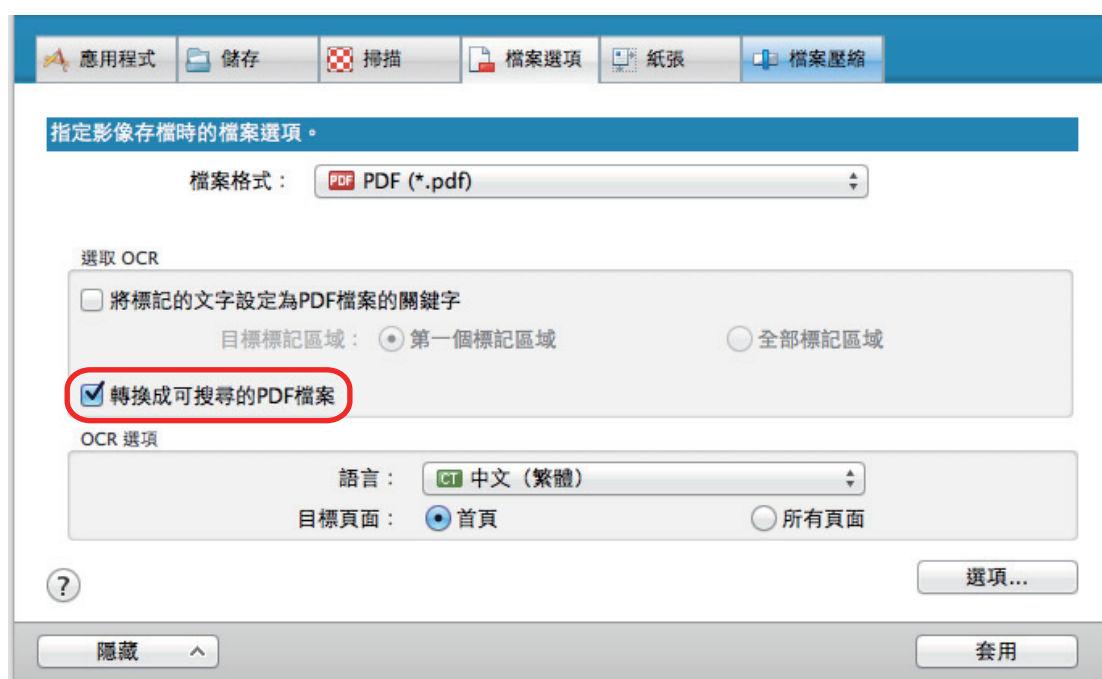 應用程式 儲存 掃描 檔案選項 紙張 檔案壓縮
指定影像存檔時的檔案選項。
檔案格式： PDF PDF (*.pdf)
選取 OCR
將標記的文字設定為PDF檔案的關鍵字
目標標記區域： 第一個標記區域 全部標記區域
轉換成可搜尋的PDF檔案
OCR 選項
語言： CT 中文（繁體）
目標頁面： 首頁 所有頁面
? 選項...
隱藏 套用